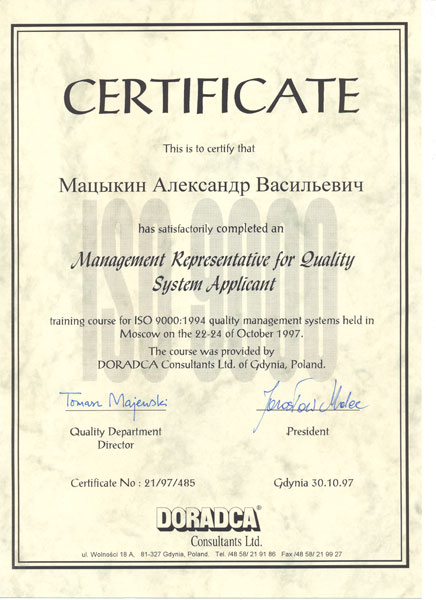 CERTIFICATE
This is to certify that
Мацыкин Александр Васильевич
has satisfactorily completed an
ISO 9000
Management Representative for Quality
System Applicant
training course for ISO 9000:1994 quality management systems held in
Moscow on the 22-24 of October 1997.
The course was provided by
DORADCA Consultants Ltd. of Gdynia, Poland.
Tomasz Majewski
Jarosław Malec
Quality Department
Director
President
Certificate No : 21/97/485
Gdynia 30.10.97
DORADCA®
Consultants Ltd.
ul. Wolności 18 A, 81-327 Gdynia, Poland. Tel. /48 58/ 21 91 86 Fax /48 58/ 21 99 27